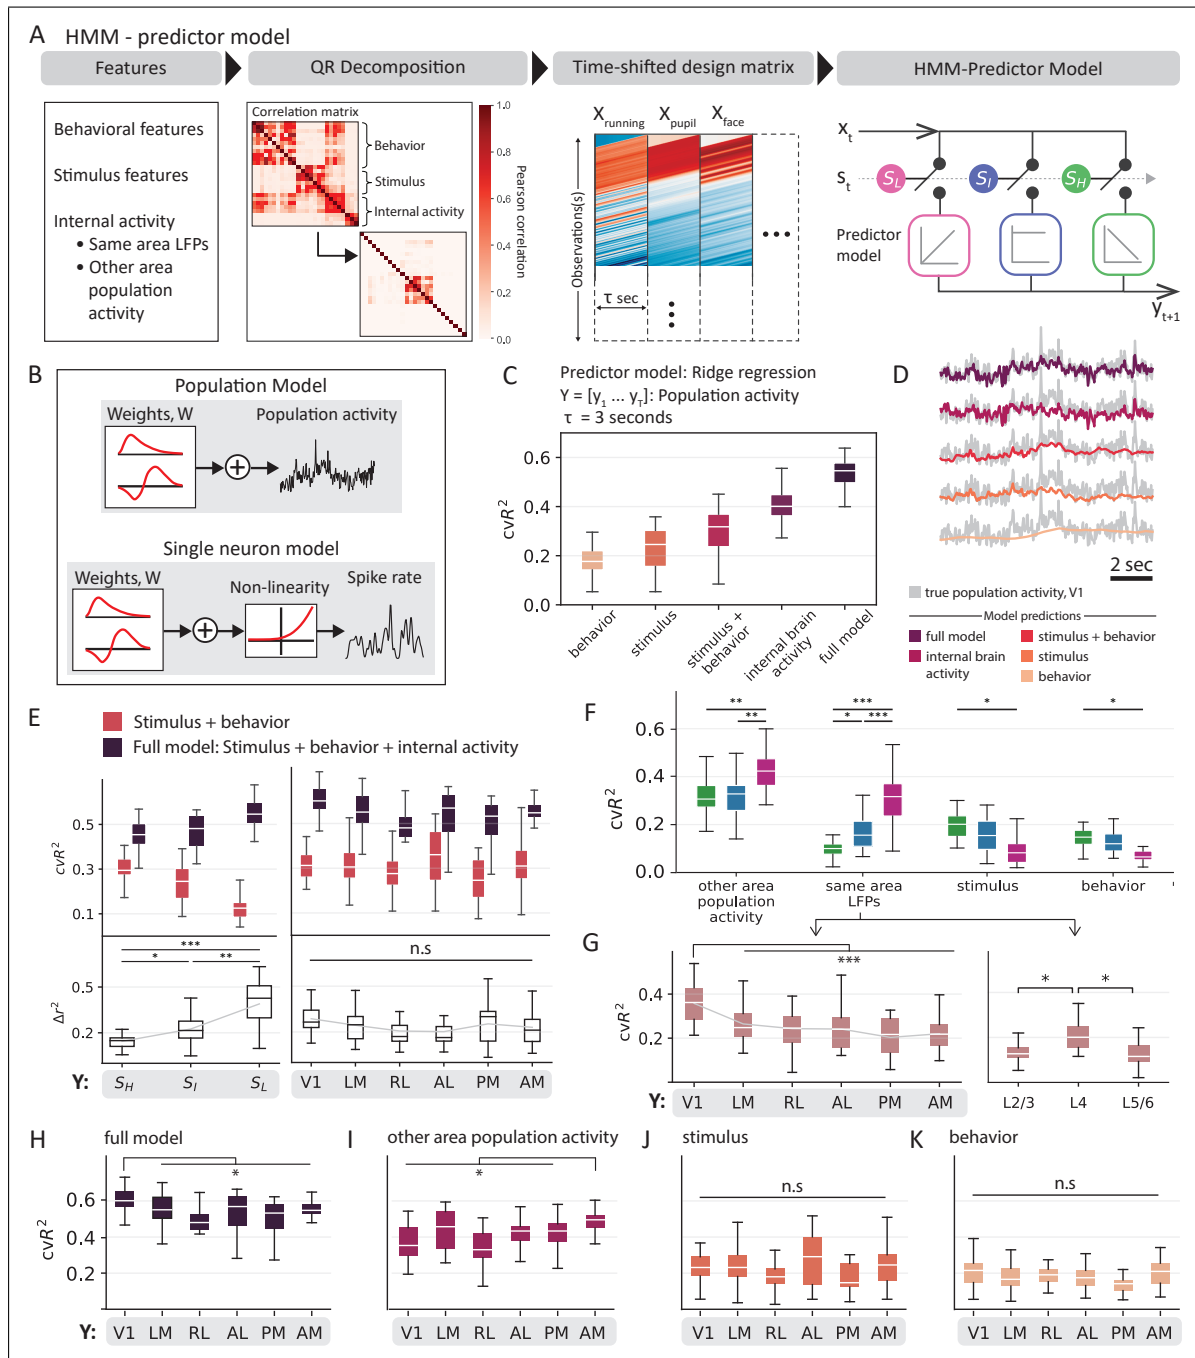 A HMM - predictor model
Features
QR Decomposition
Time-shifted design matrix
HMM-Predictor Model
Behavioral features
Stimulus features
Internal activity
• Same area LFPs
• Other area
population
activity
Correlation matrix
Behavior
Stimulus
Internal activity
1.0
0.8
0.6
0.4
0.2
0.0
Pearson correlation
X_running
X_pupil
X_face
Observations(s)
τ sec
X_t
S_t
S_L
S_I
S_H
Predictor
model
y_t+1
B
Population Model
Weights, W
Population activity
Single neuron model
Weights, W
Non-linearity
Spike rate
C
Predictor model: Ridge regression
Y = [y_1 ... y_T]: Population activity
τ = 3 seconds
cvR²
0.6
0.4
0.2
0.0
behavior
stimulus
stimulus +
behavior
internal brain
activity
full model
D
2 sec
true population activity, V1
Model predictions
full model
internal brain
activity
stimulus + behavior
stimulus
behavior
E
Stimulus + behavior
Full model: Stimulus + behavior + internal activity
cvR²
0.5
0.3
0.1
***
* **
n.s
Δr²
0.5
0.2
Y: S_H S_I S_L V1 LM RL AL PM AM
F
** *** * *
** * ***
cvR²
0.6
0.4
0.2
0.0
other area
population
activity
same area
LFPs
stimulus
behavior
G
***
* *
cvR²
0.4
0.2
Y: V1 LM RL AL PM AM
L2/3 L4 L5/6
H full model
*
cvR²
0.6
0.4
0.2
Y: V1 LM RL AL PM AM
I other area population activity
*
V1 LM RL AL PM AM
J stimulus
n.s
Y: V1 LM RL AL PM AM
K behavior
n.s
Y: V1 LM RL AL PM AM